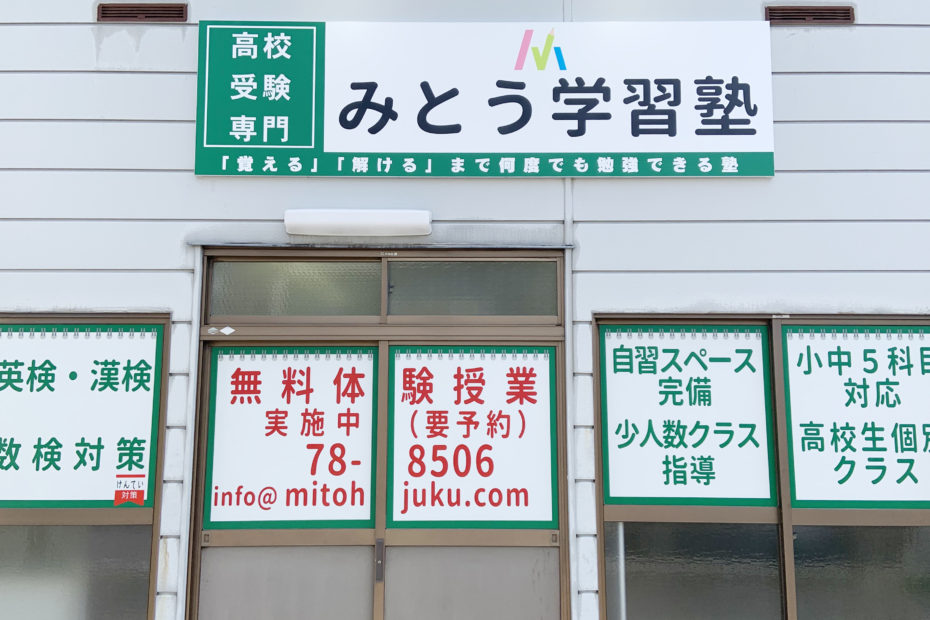 高校
受験
専門
みとう学習塾
「覚える」「解ける」まで何度でも勉強できる塾
英検・漢検
数検対策
けんてい
対策
無料体験授業
実施中（要予約）
78-8506
info@mitohjuku.com
自習スペース
完備
少人数クラス
指導
小中5科目
対応
高校生個別
クラス